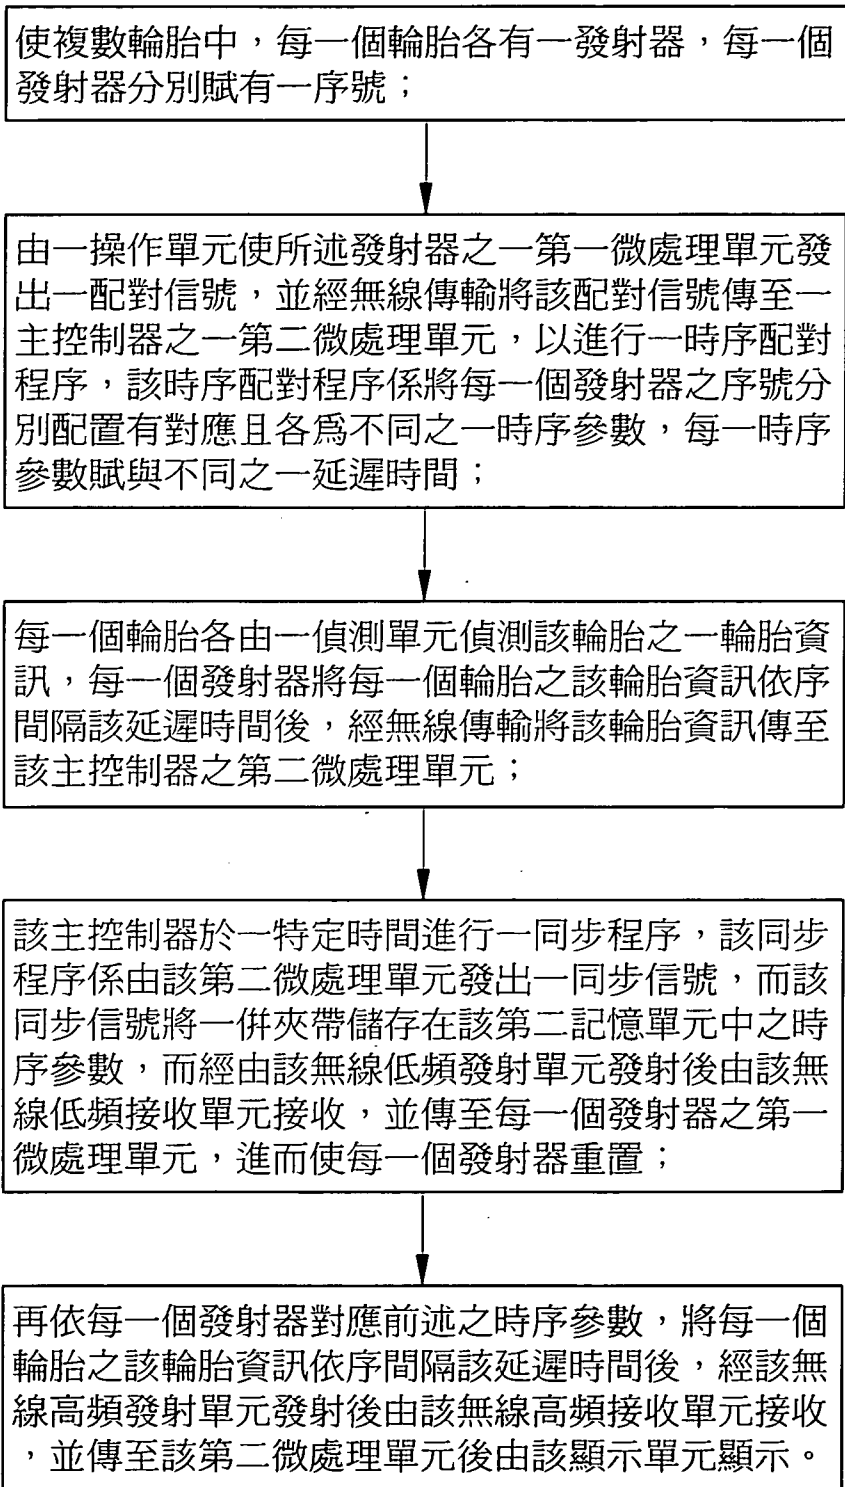 使複數輪胎中，每一個輪胎各有一發射器，每一個
發射器分別賦有一序號；
由一操作單元使所述發射器之一第一微處理單元發
出一配對信號，並經無線傳輸將該配對信號傳至一
主控制器之一第二微處理單元，以進行一時序配對
程序，該時序配對程序係將每一個發射器之序號分
別配置有對應且各爲不同之一時序參數，每一時序
參數賦與不同之一延遲時間；
每一個輪胎各由一偵測單元偵測該輪胎之一輪胎資
訊，每一個發射器將每一個輪胎之該輪胎資訊依序
間隔該延遲時間後，經無線傳輸將該輪胎資訊傳至
該主控制器之第二微處理單元；
該主控制器於一特定時間進行一同步程序，該同步
程序係由該第二微處理單元發出一同步信號，而該
同步信號將一併夾帶儲存在該第二記憶單元中之時
序參數，而經由該無線低頻發射單元發射後由該無
線低頻接收單元接收，並傳至每一個發射器之第一
微處理單元，進而使每一個發射器重置；
再依每一個發射器對應前述之時序參數，將每一個
輪胎之該輪胎資訊依序間隔該延遲時間後，經該無
線高頻發射單元發射後由該無線高頻接收單元接收
，並傳至該第二微處理單元後由該顯示單元顯示。